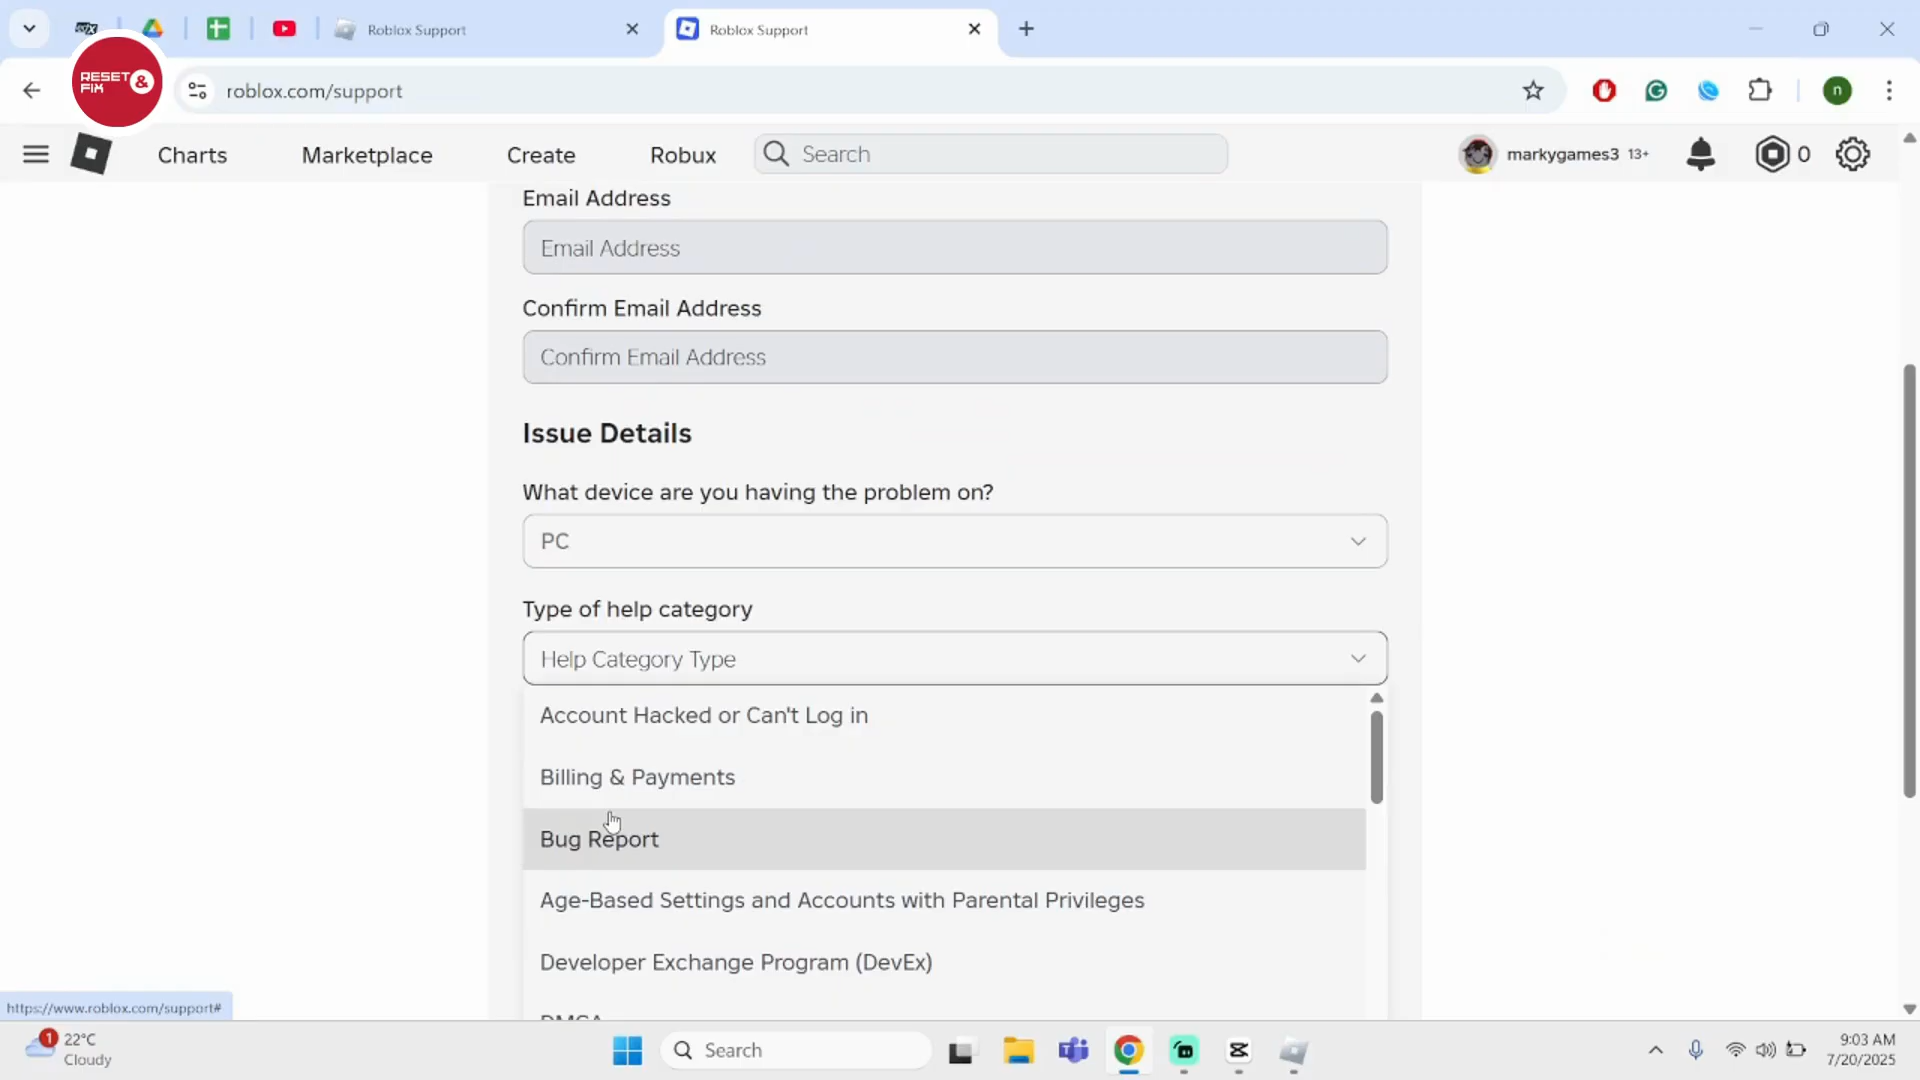 Roblox Support
Roblox Support
RESET &
FIX
roblox.com/support
n
Charts
Marketplace
Create
Robux
Search
markygames3 13+
0
Email Address
Email Address
Confirm Email Address
Confirm Email Address
Issue Details
What device are you having the problem on?
PC
Type of help category
Help Category Type
Account Hacked or Can't Log in
Billing & Payments
Bug Report
Age-Based Settings and Accounts with Parental Privileges
Developer Exchange Program (DevEx)
DMCA
https://www.roblox.com/support#
1
22°C
Cloudy
Search
9:03 AM
7/20/2025